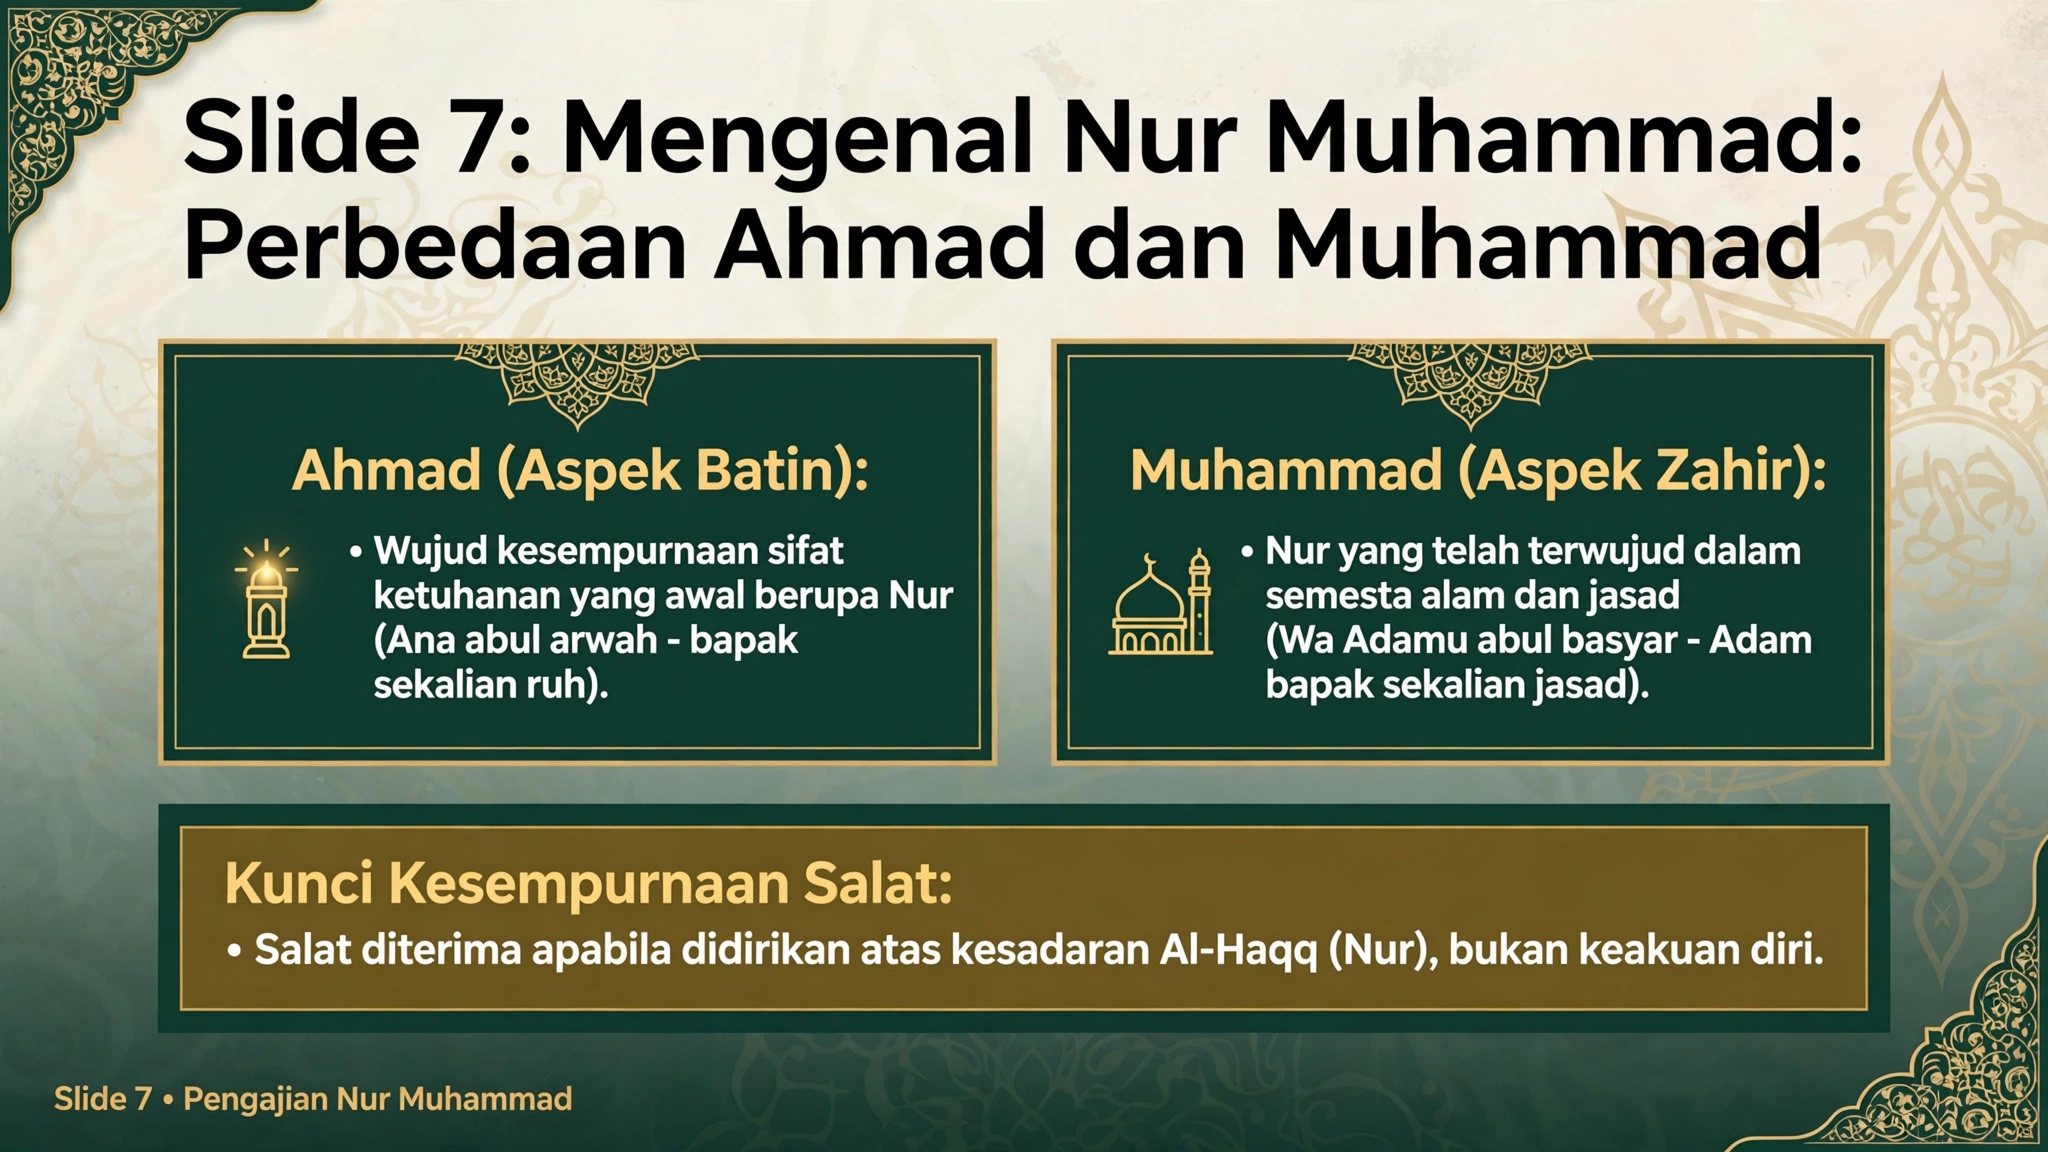 Slide 7: Mengenal Nur Muhammad:
Perbedaan Ahmad dan Muhammad
Ahmad (Aspek Batin):
• Wujud kesempurnaan sifat
ketuhanan yang awal berupa Nur
(Ana abul arwah - bapak
sekalian ruh).
Muhammad (Aspek Zahir):
• Nur yang telah terwujud dalam
semesta alam dan jasad
(Wa Adamu abul basyar - Adam
bapak sekalian jasad).
Kunci Kesempurnaan Salat:
• Salat diterima apabila didirikan atas kesadaran Al-Haqq (Nur), bukan keakuan diri.
Slide 7 • Pengajian Nur Muhammad